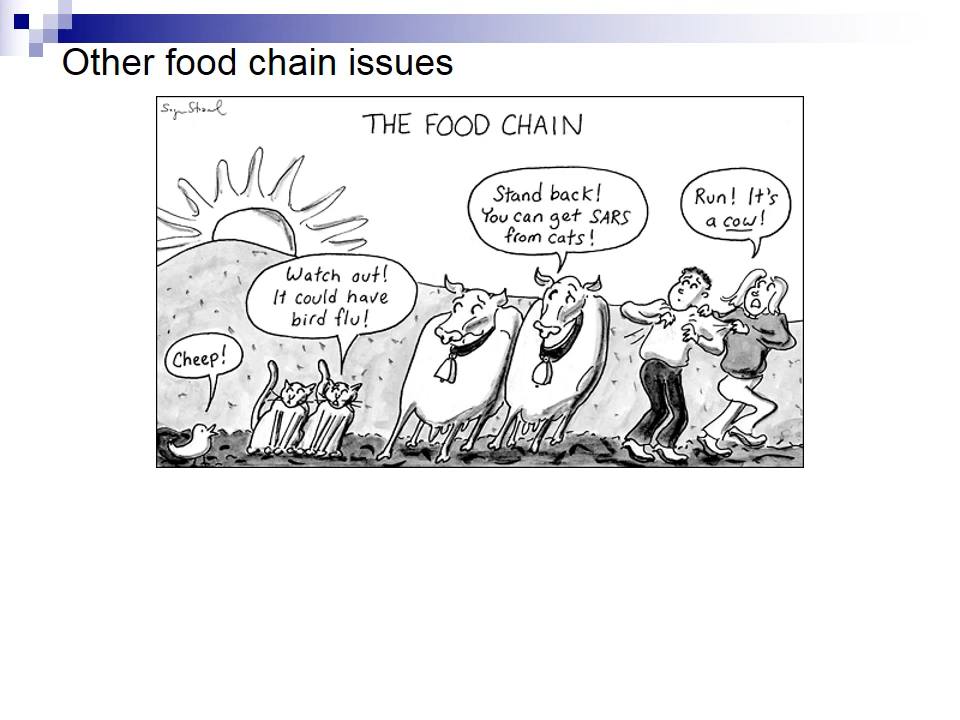 Other food chain issues
THE FOOD CHAIN
Stand back!
You can get SARS
from cats!
Run! It's
a cow!
Watch out!
It could have
bird flu!
Cheep!